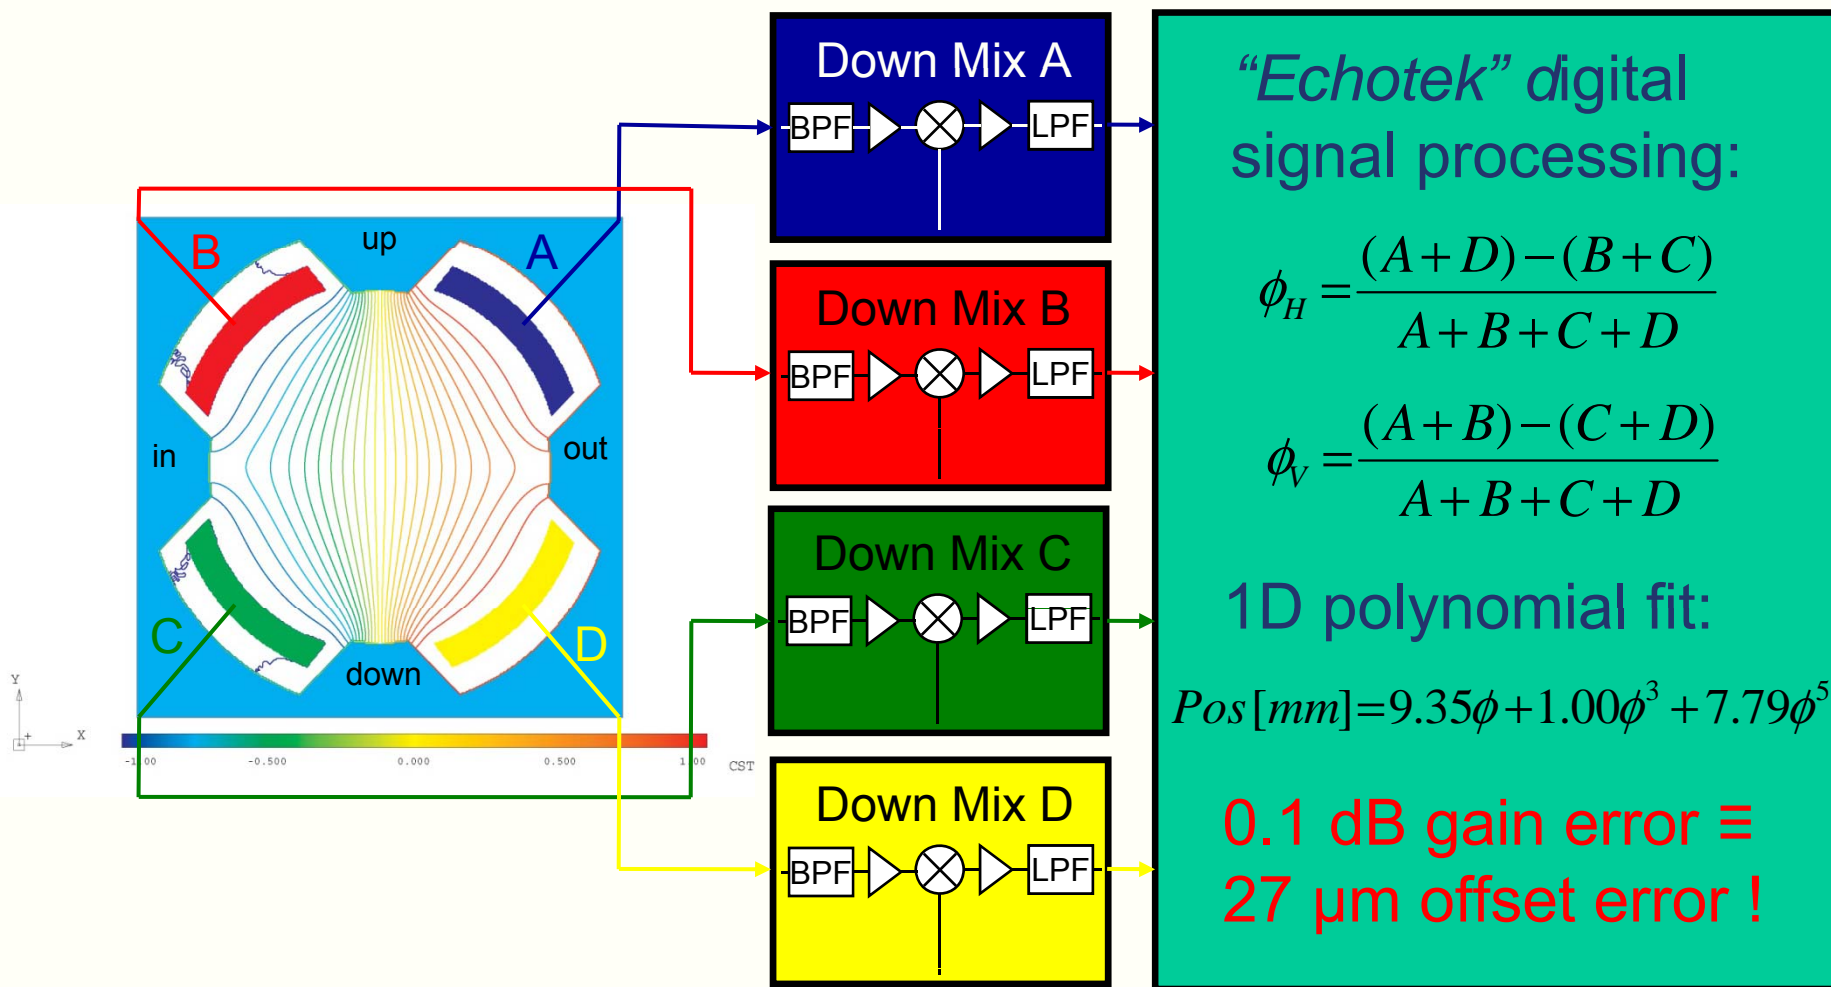 B
up
A
in
out
C
down
D
Y
X
-1.00 -0.500 0.000 0.500 1.00 CST
Down Mix A
BPF LPF
Down Mix B
BPF LPF
Down Mix C
BPF LPF
Down Mix D
BPF LPF
“Echotek” digital
signal processing:
ϕ_H = ((A+D)−(B+C))/(A+B+C+D)
ϕ_V = ((A+B)−(C+D))/(A+B+C+D)
1D polynomial fit:
Pos[mm]=9.35ϕ+1.00ϕ³+7.79ϕ⁵
0.1 dB gain error ≡
27 μm offset error !